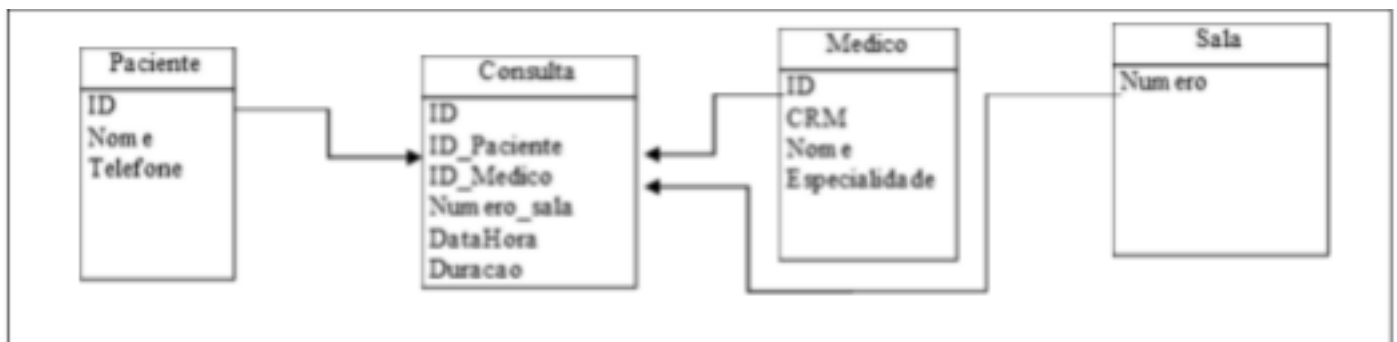 Paciente
ID
Nome
Telefone
Consulta
ID
ID_Paciente
ID_Medico
Numero_sala
DataHora
Duracao
Medico
ID
CRM
Nome
Especialidade
Sala
Numero